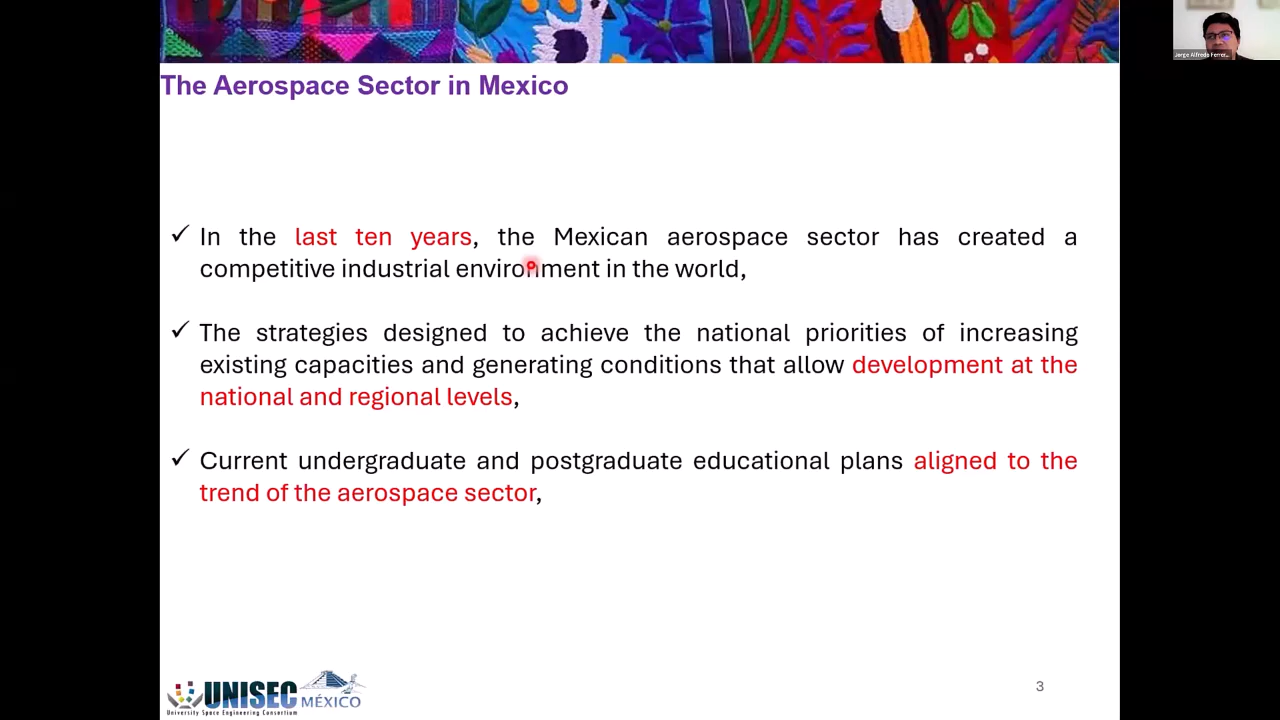 Jorge Alfredo Ferrer...
The Aerospace Sector in Mexico
✓ In the last ten years, the Mexican aerospace sector has created a
competitive industrial environment in the world,
✓ The strategies designed to achieve the national priorities of increasing
existing capacities and generating conditions that allow development at the
national and regional levels,
✓ Current undergraduate and postgraduate educational plans aligned to the
trend of the aerospace sector,
UNISEC MÉXICO
University Space Engineering Consortium
3